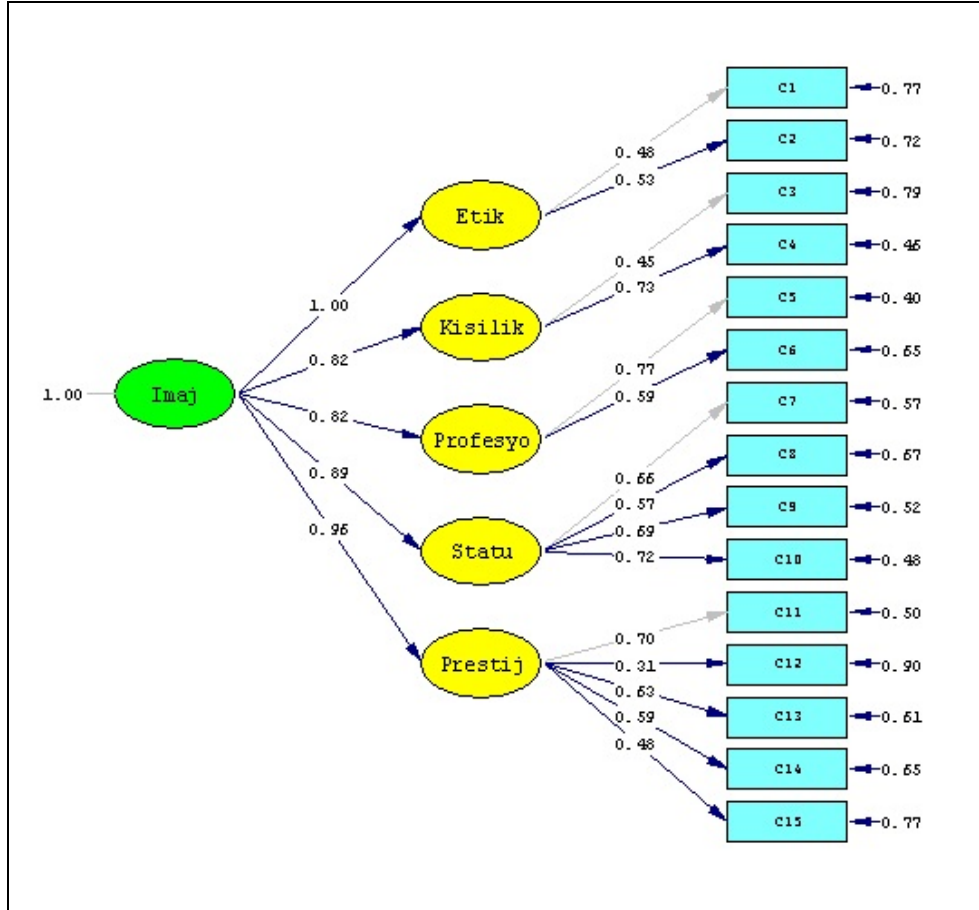 C1
0.77
C2
0.72
0.48
0.53
C3
0.79
Etik
C4
0.46
0.45
0.73
C5
0.40
1.00
Kisilik
C6
0.65
0.82
0.77
0.59
1.00
Imaj
0.82
C7
0.57
Profesyo
C8
0.67
0.89
0.66
0.57
C9
0.52
0.96
0.69
Statu
0.72
C10
0.48
C11
0.50
0.70
Prestij
0.31
C12
0.90
0.63
0.59
C13
0.61
0.48
C14
0.65
C15
0.77